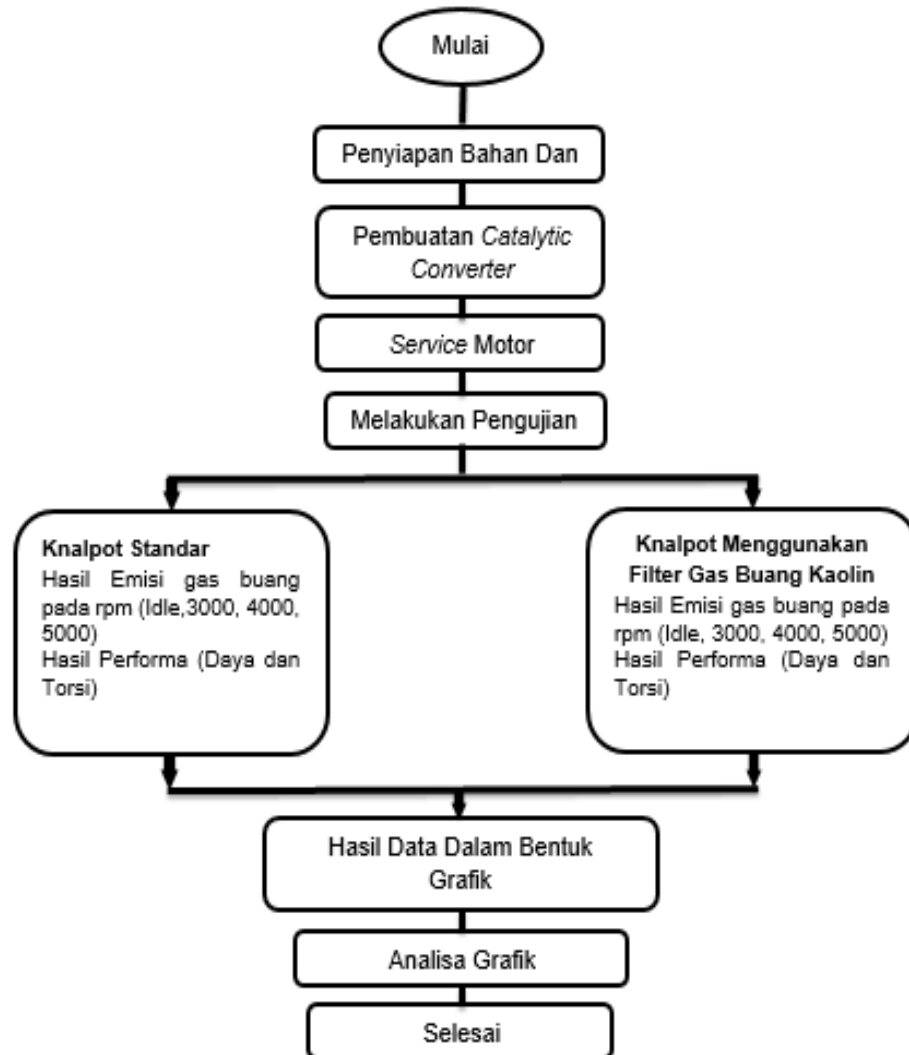 Mulai
Penyiapan Bahan Dan
Pembuatan Catalytic
Converter
Service Motor
Melakukan Pengujian
Knalpot Standar
Hasil Emisi gas buang
pada rpm (Idle,3000, 4000,
5000)
Hasil Performa (Daya dan
Torsi)
Knalpot Menggunakan
Filter Gas Buang Kaolin
Hasil Emisi gas buang pada
rpm (Idle, 3000, 4000, 5000)
Hasil Performa (Daya dan
Torsi)
Hasil Data Dalam Bentuk
Grafik
Analisa Grafik
Selesai